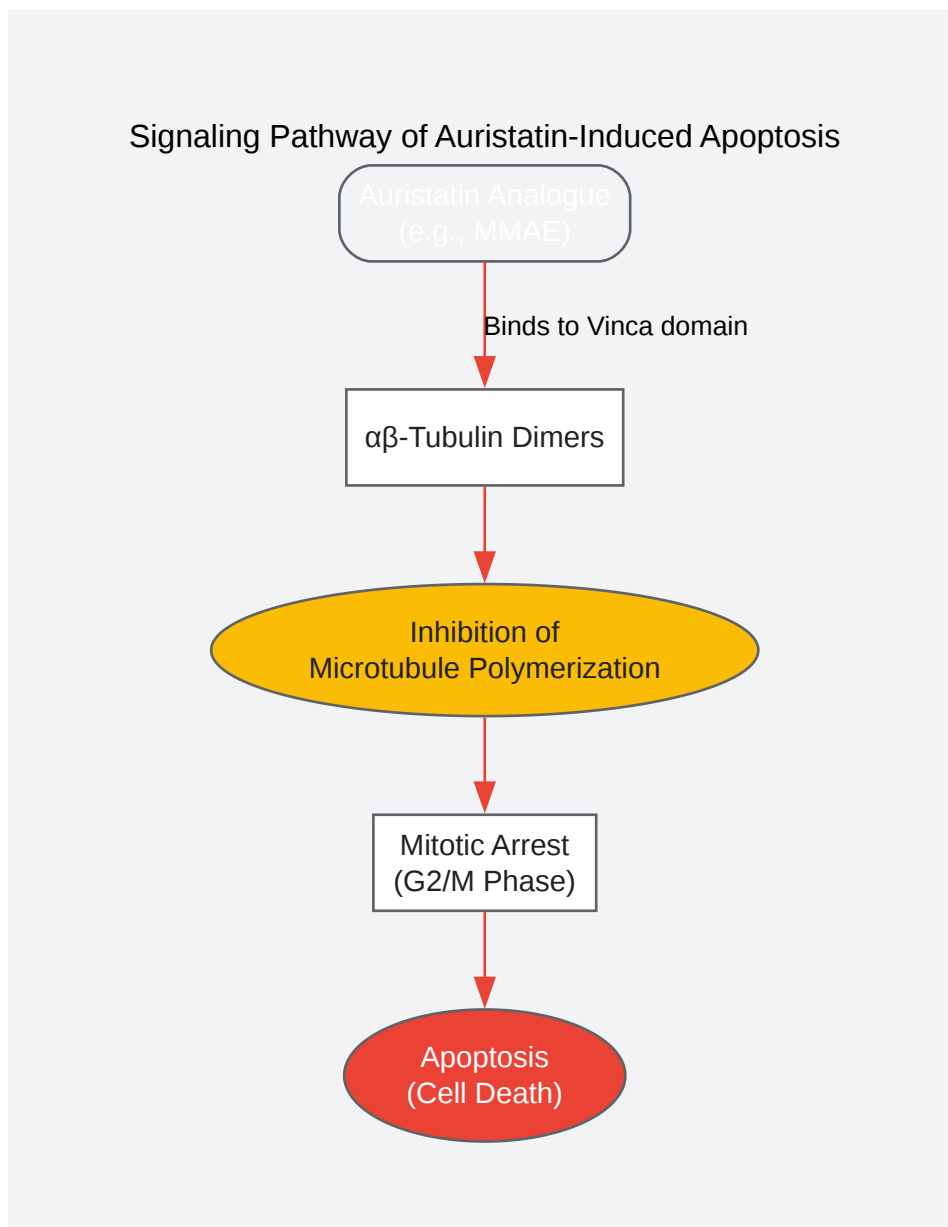 Signaling Pathway of Auristatin-Induced Apoptosis
Auristatin Analogue
(e.g., MMAE)
Binds to Vinca domain
αβ-Tubulin Dimers
Inhibition of
Microtubule Polymerization
Mitotic Arrest
(G2/M Phase)
Apoptosis
(Cell Death)